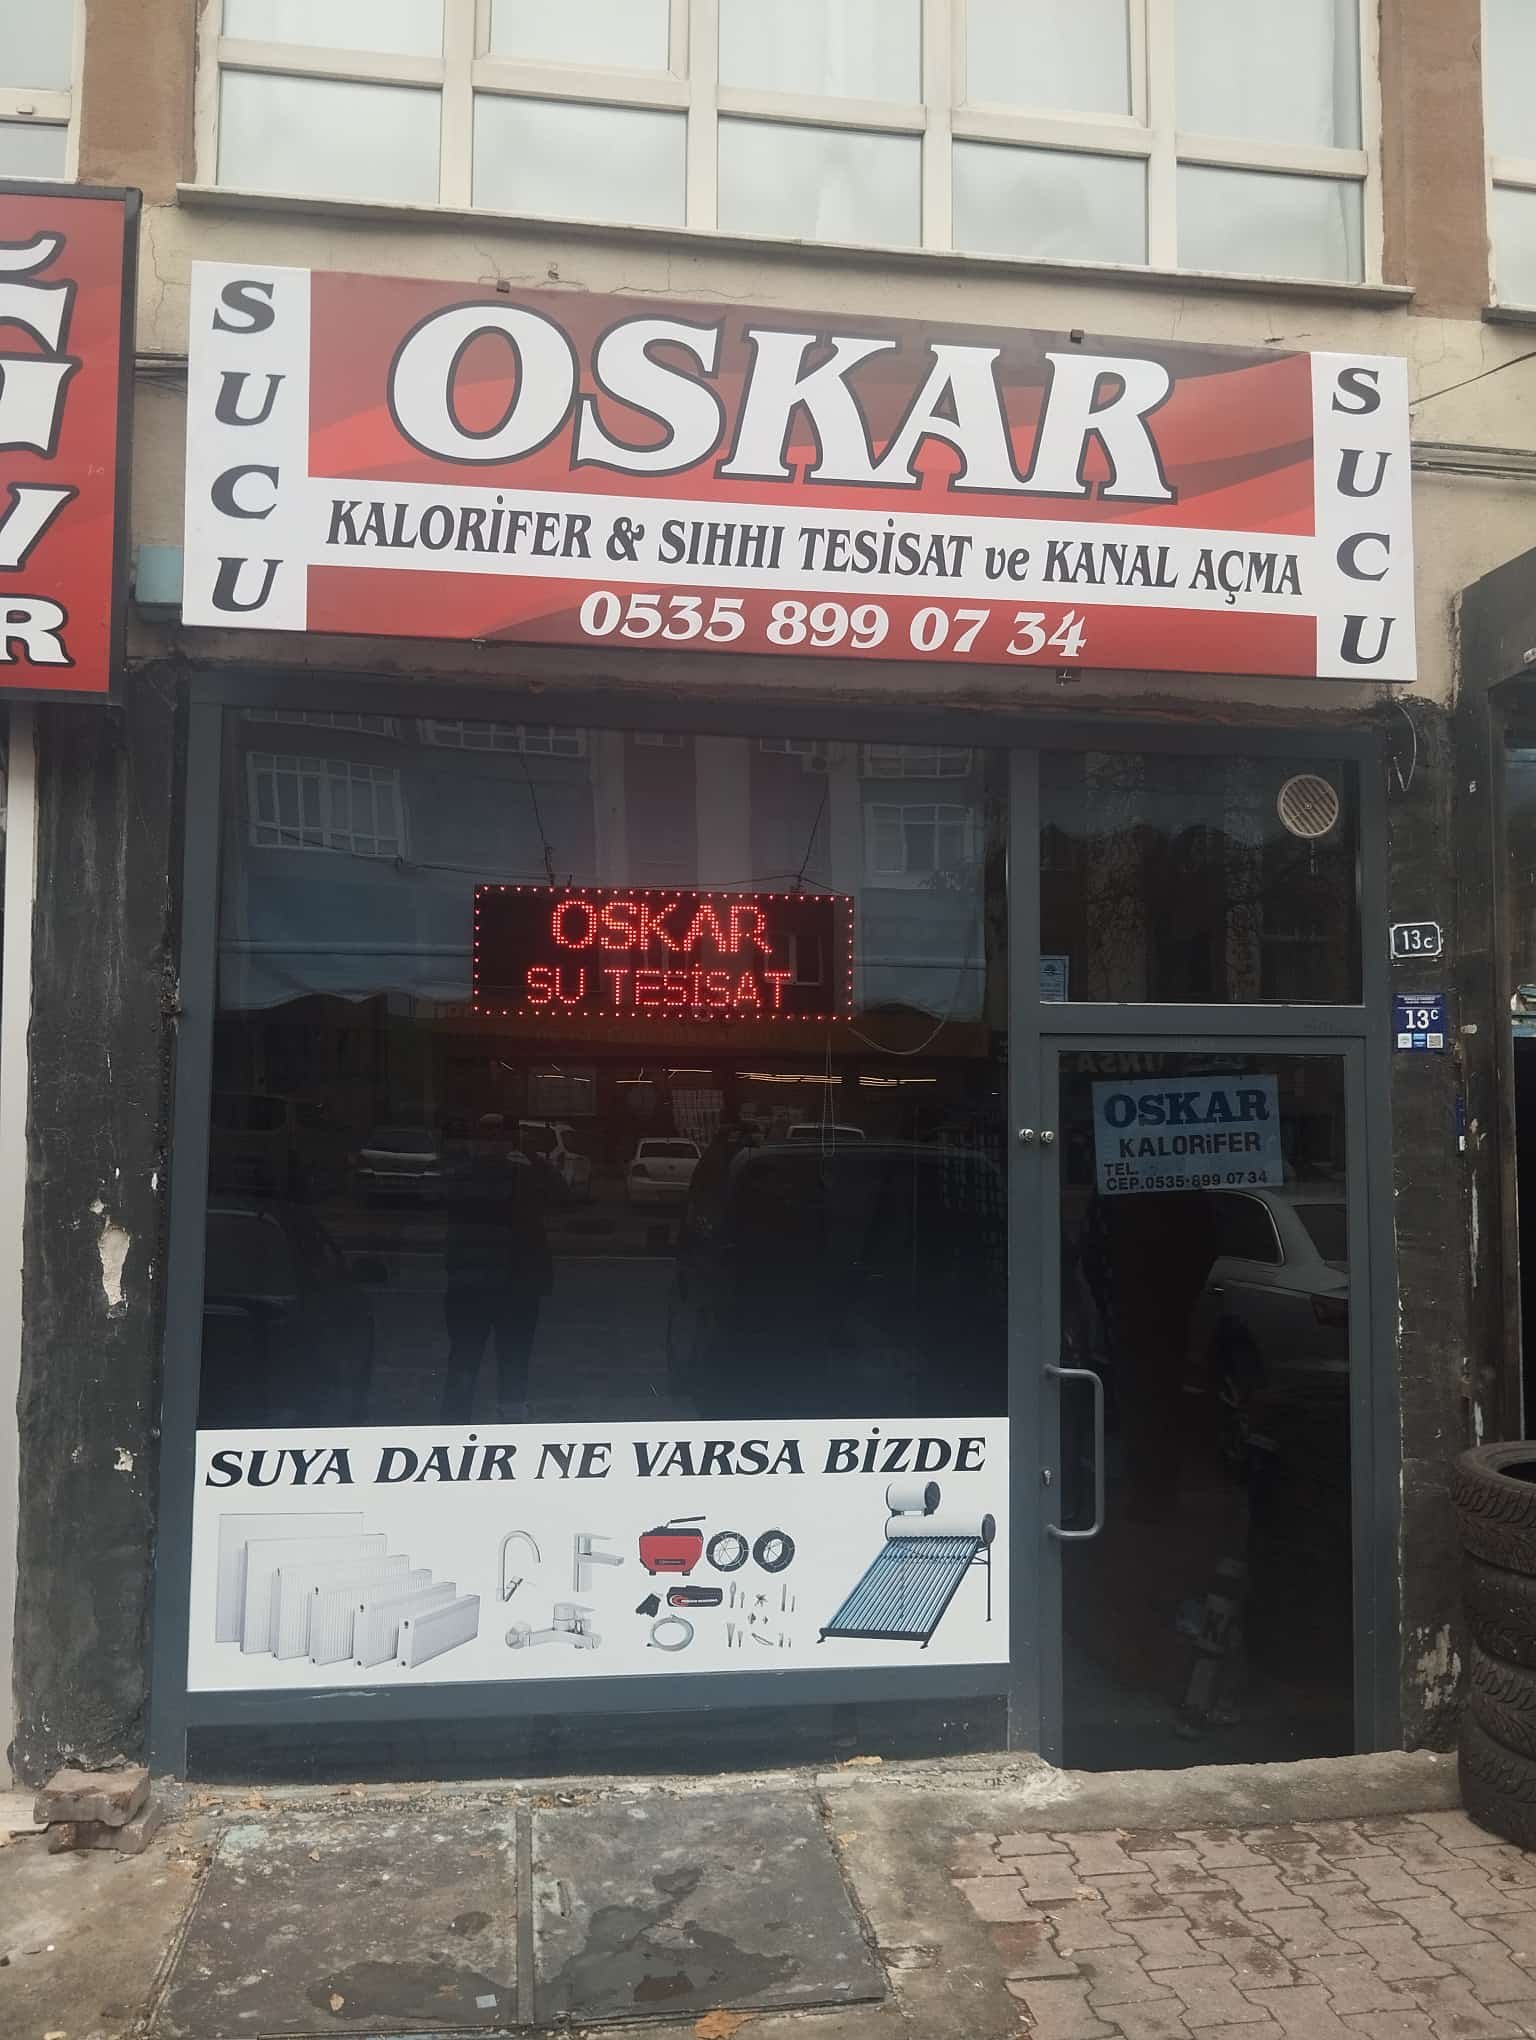 SUCU
OSKAR
SUCU
KALORİFER & SIHHI TESİSAT ve KANAL AÇMA
0535 899 07 34
OSKAR
SU TESİSAT
13c
13C
OSKAR
KALORİFER
TEL.
CEP.0535-899 07 34
SUYA DAİR NE VARSA BİZDE